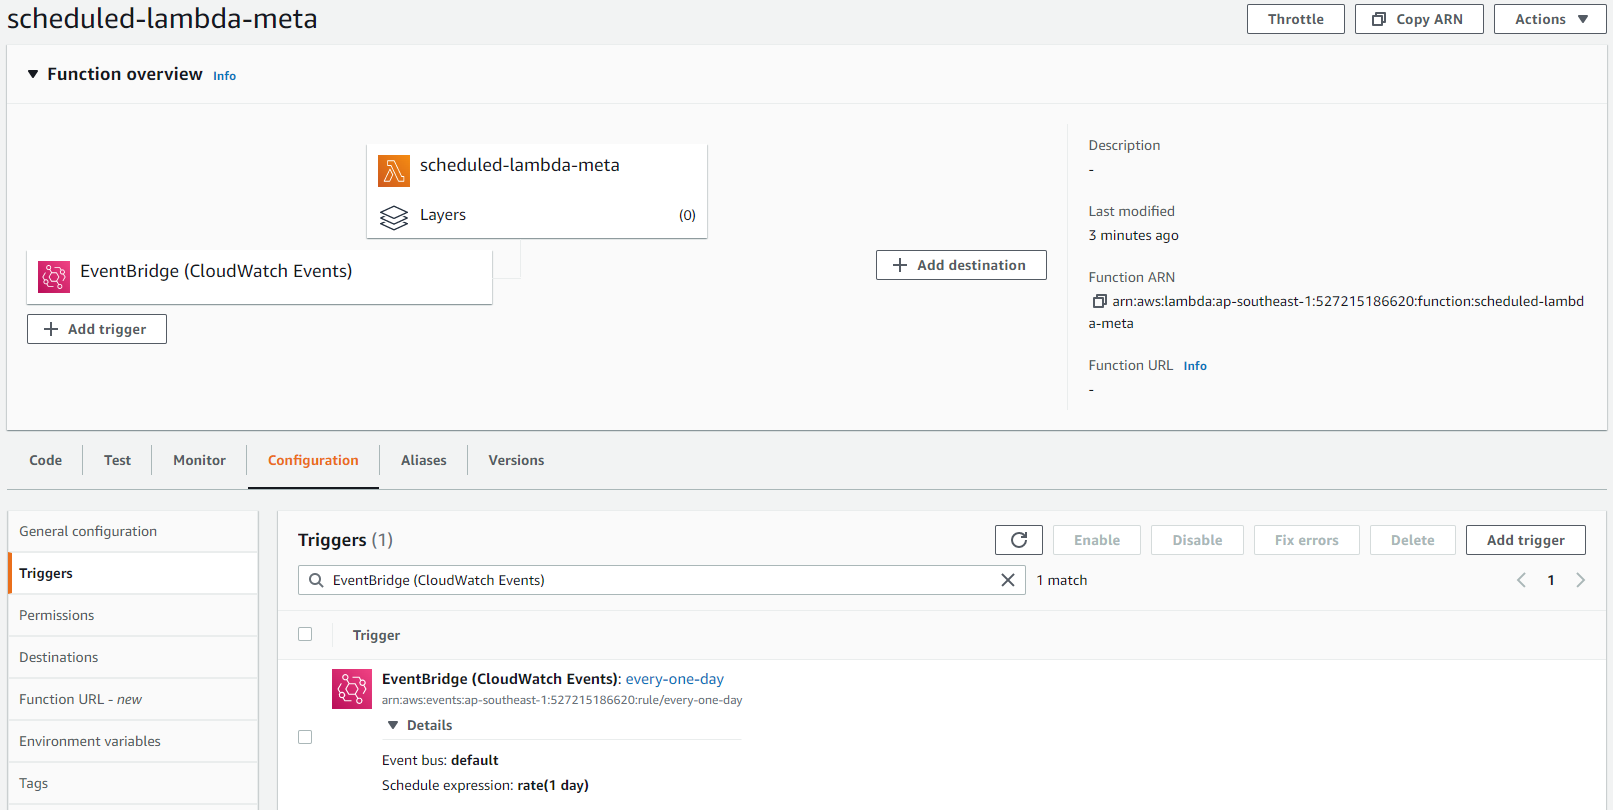 scheduled-lambda-meta
Throttle
Copy ARN
Actions
Function overview Info
scheduled-lambda-meta
Layers (0)
EventBridge (CloudWatch Events)
Add trigger
Add destination
Description
-
Last modified
3 minutes ago
Function ARN
arn:aws:lambda:ap-southeast-1:527215186620:function:scheduled-lambd
a-meta
Function URL Info
-
Code
Test
Monitor
Configuration
Aliases
Versions
General configuration
Triggers
Permissions
Destinations
Function URL - new
Environment variables
Tags
Triggers (1)
Enable
Disable
Fix errors
Delete
Add trigger
EventBridge (CloudWatch Events)
1 match
1
Trigger
EventBridge (CloudWatch Events): every-one-day
arn:aws:events:ap-southeast-1:527215186620:rule/every-one-day
Details
Event bus: default
Schedule expression: rate(1 day)